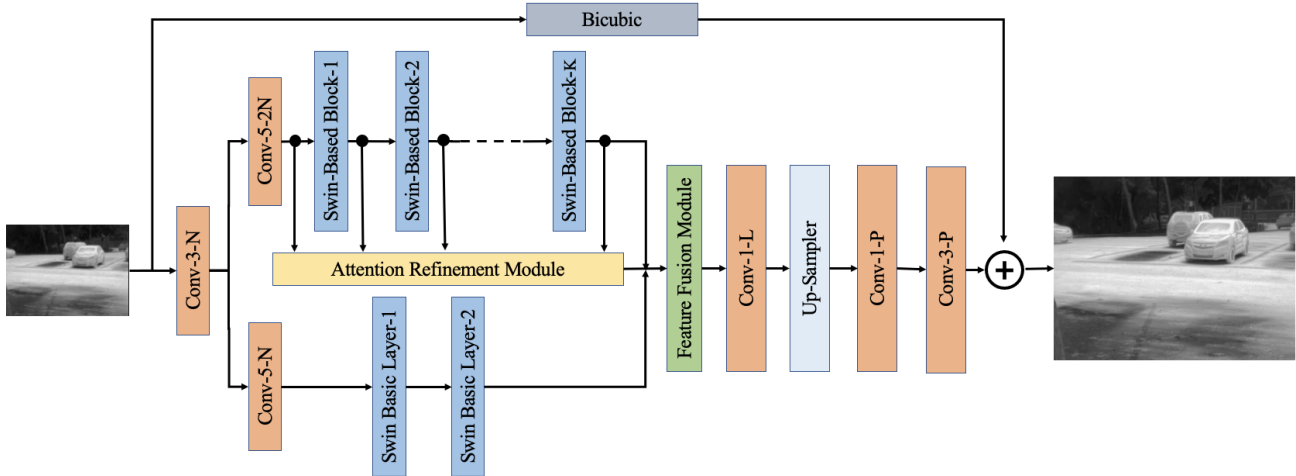 Bicubic
Conv-3-N
Conv-5-2N
Swin-Based Block-1
Swin-Based Block-2
Swin-Based Block-K
Attention Refinement Module
Conv-5-N
Swin Basic Layer-1
Swin Basic Layer-2
Feature Fusion Module
Conv-1-L
Up-Sampler
Conv-1-P
Conv-3-P
+